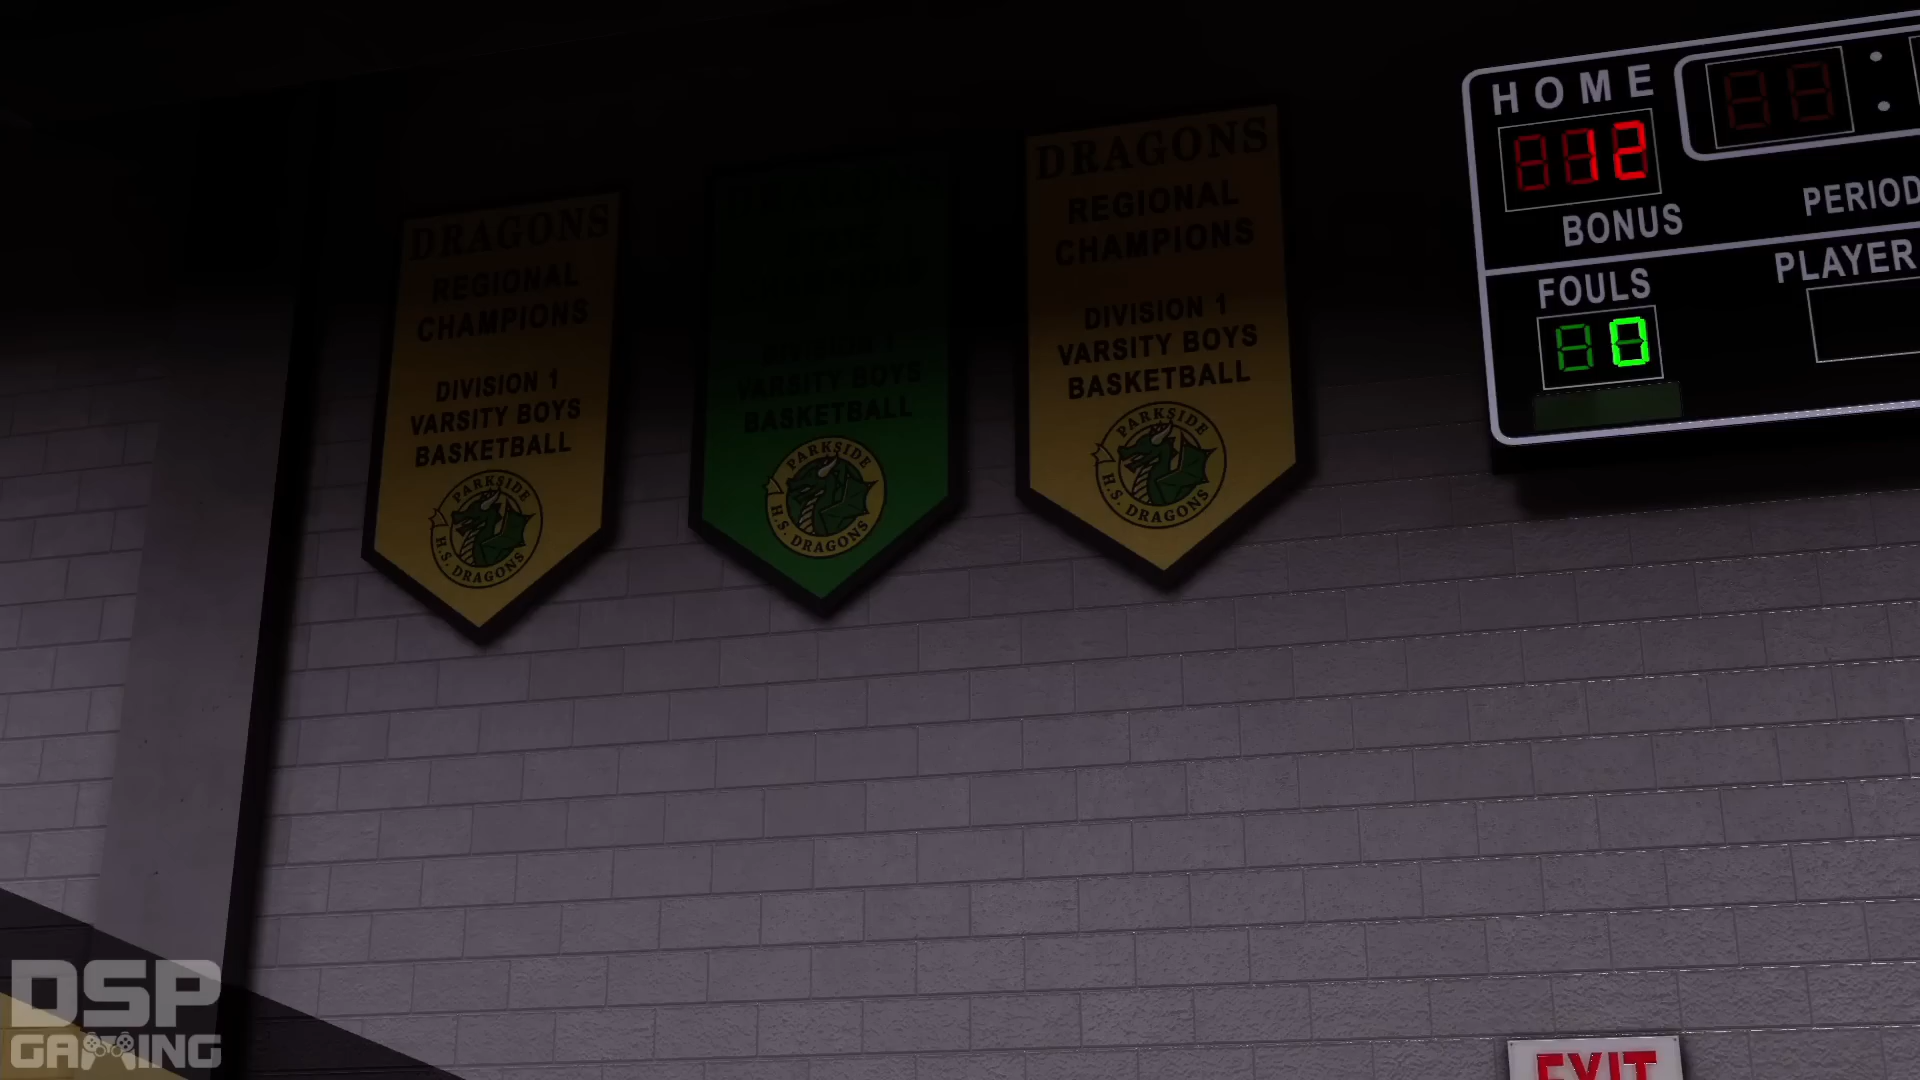 DRAGONS
REGIONAL
CHAMPIONS
DIVISION 1
VARSITY BOYS
BASKETBALL
PARKSIDE
H.S. DRAGONS
STATE
DIVISION 1
VARSITY BOYS
BASKETBALL
PARKSIDE
H.S. DRAGONS
DRAGONS
REGIONAL
CHAMPIONS
DIVISION 1
VARSITY BOYS
BASKETBALL
PARKSIDE
H.S. DRAGONS
HOME
12
BONUS
PERIOD
FOULS
PLAYER
0
EXIT
DSP
GAMING